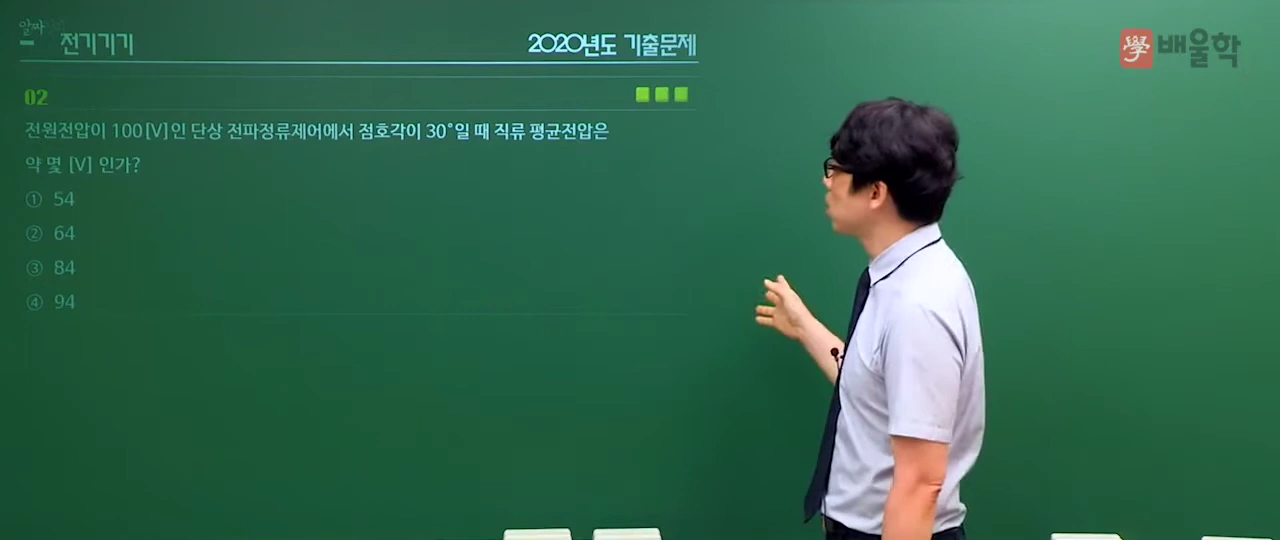 알짜
전기기기
2020년도 기출문제
學 배울학
02
전원전압이 100[V]인 단상 전파정류제어에서 점호각이 30°일 때 직류 평균전압은
약 몇 [V] 인가?
① 54
② 64
③ 84
④ 94